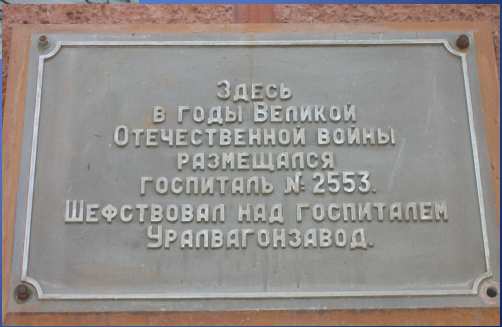 Здесь
в годы Великой
Отечественной войны
размещался
госпиталь № 2553.
Шефствовал над госпиталем
Уралвагонзавод.